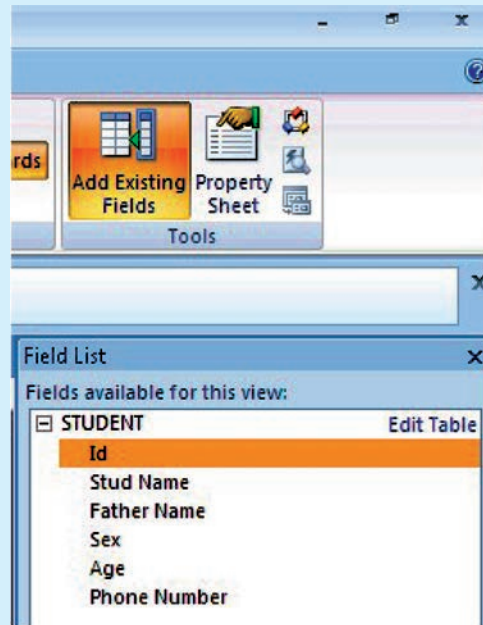 rds
Add Existing Fields
Property Sheet
Tools
Field List
Fields available for this view:
STUDENT Edit Table
Id
Stud Name
Father Name
Sex
Age
Phone Number